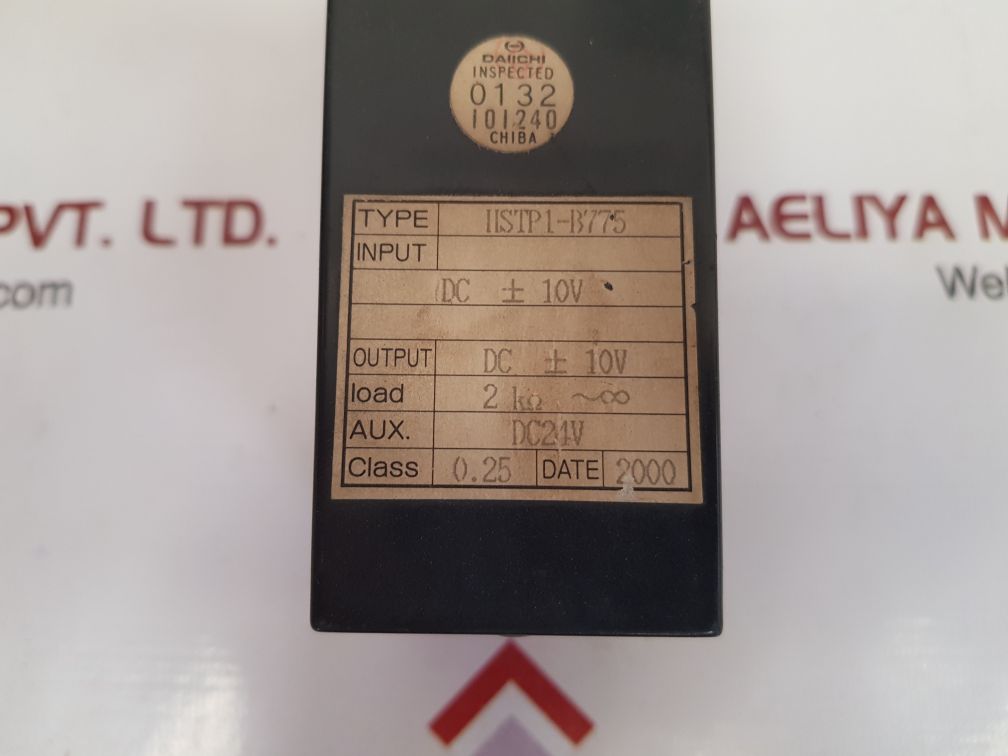 DAIICHI
INSPECTED
0132
101240
CHIBA
PVT. LTD.
AELIYA M
.com
Wel
TYPE HSTP1-B775
INPUT
DC ± 10V
OUTPUT DC ± 10V
load 2 kΩ ~∞
AUX. DC24V
Class 0.25 DATE 2000